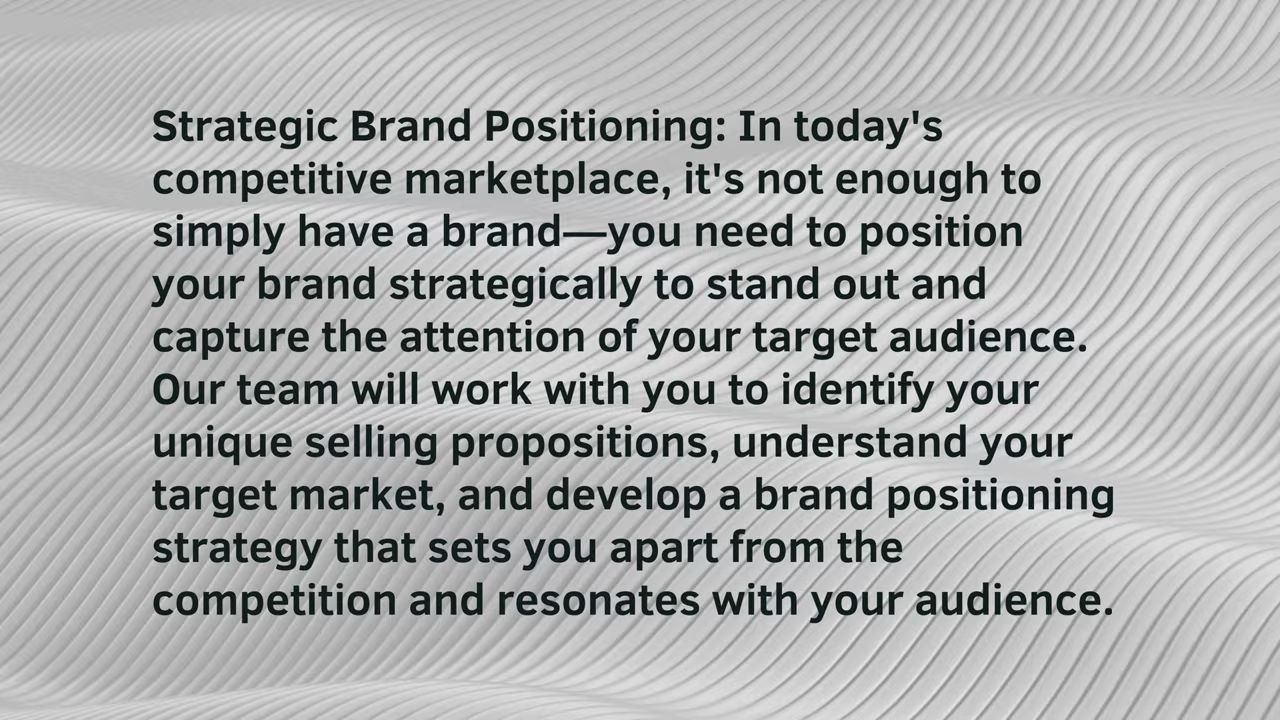 Strategic Brand Positioning: In today's
competitive marketplace, it's not enough to
simply have a brand—you need to position
your brand strategically to stand out and
capture the attention of your target audience.
Our team will work with you to identify your
unique selling propositions, understand your
target market, and develop a brand positioning
strategy that sets you apart from the
competition and resonates with your audience.